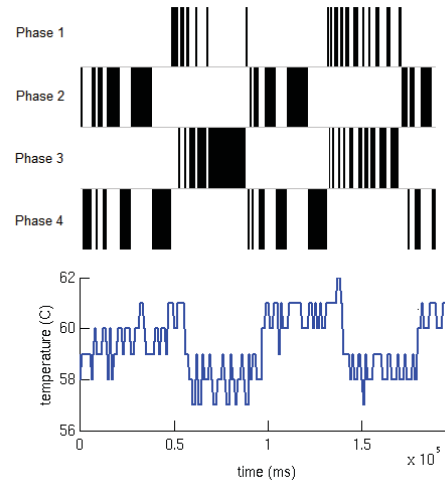 Phase 1
Phase 2
Phase 3
Phase 4
62
60
58
56
temperature (C)
0 0.5 1 1.5
x 10^5
time (ms)